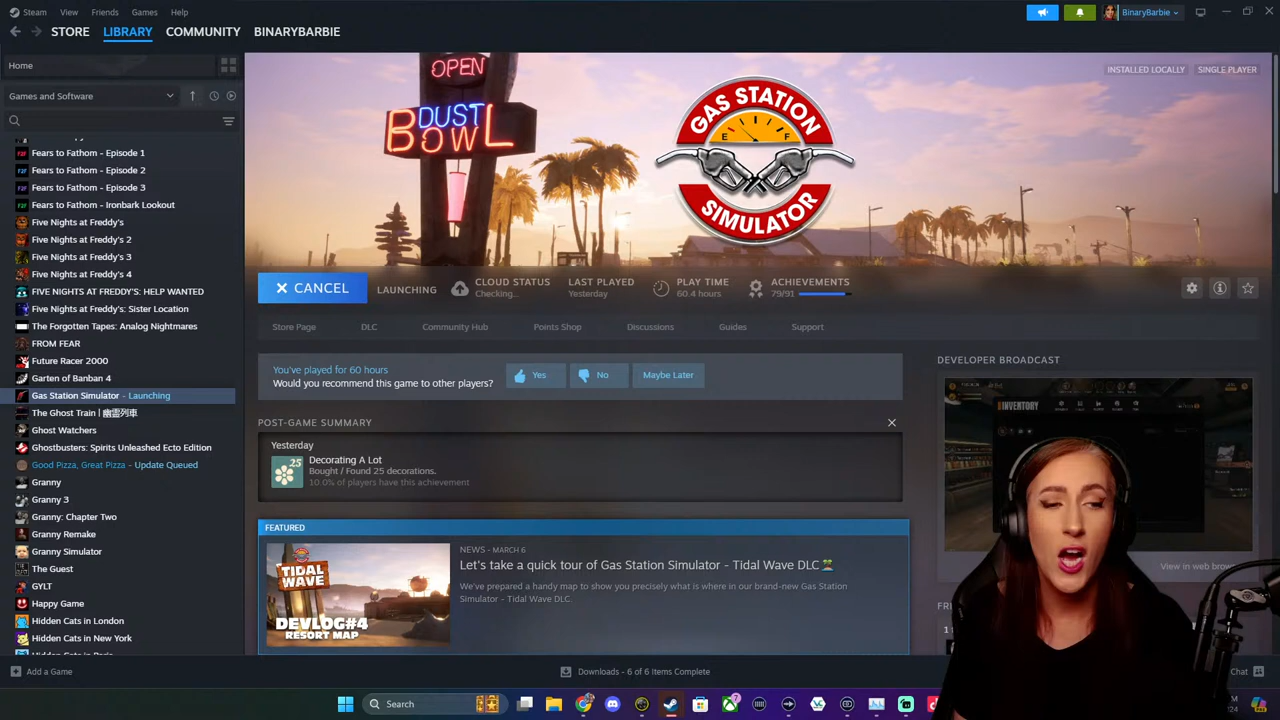 Steam View Friends Games Help
BinaryBarbie
STORE LIBRARY COMMUNITY BINARYBARBIE
Home
Games and Software
Fears to Fathom - Episode 1
Fears to Fathom - Episode 2
Fears to Fathom - Episode 3
Fears to Fathom - Ironbark Lookout
Five Nights at Freddy's
Five Nights at Freddy's 2
Five Nights at Freddy's 3
Five Nights at Freddy's 4
FIVE NIGHTS AT FREDDY'S: HELP WANTED
Five Nights at Freddy's: Sister Location
The Forgotten Tapes: Analog Nightmares
FROM FEAR
Future Racer 2000
Garten of Banban 4
Gas Station Simulator - Launching
The Ghost Train | 幽霊列車
Ghost Watchers
Ghostbusters: Spirits Unleashed Ecto Edition
Good Pizza, Great Pizza - Update Queued
Granny
Granny 3
Granny: Chapter Two
Granny Remake
Granny Simulator
The Guest
GYLT
Happy Game
Hidden Cats in London
Hidden Cats in New York
Add a Game
OPEN
DUST
BOWL
GAS STATION
E F
SIMULATOR
INSTALLED LOCALLY SINGLE PLAYER
CANCEL
LAUNCHING
CLOUD STATUS
Checking...
LAST PLAYED
Yesterday
PLAY TIME
60.4 hours
ACHIEVEMENTS
79/91
Store Page DLC Community Hub Points Shop Discussions Guides Support
You've played for 60 hours
Would you recommend this game to other players?
Yes No Maybe Later
POST-GAME SUMMARY
Yesterday
25
Decorating A Lot
Bought / Found 25 decorations.
10.0% of players have this achievement
FEATURED
TIDAL
WAVE
DEVLOG#4
RESORT MAP
NEWS - MARCH 6
Let's take a quick tour of Gas Station Simulator - Tidal Wave DLC
We've prepared a handy map to show you precisely what is where in our brand-new Gas Station
Simulator - Tidal Wave DLC.
DEVELOPER BROADCAST
INVENTORY
View in web
Downloads - 6 of 6 Items Complete
Chat
Search
7